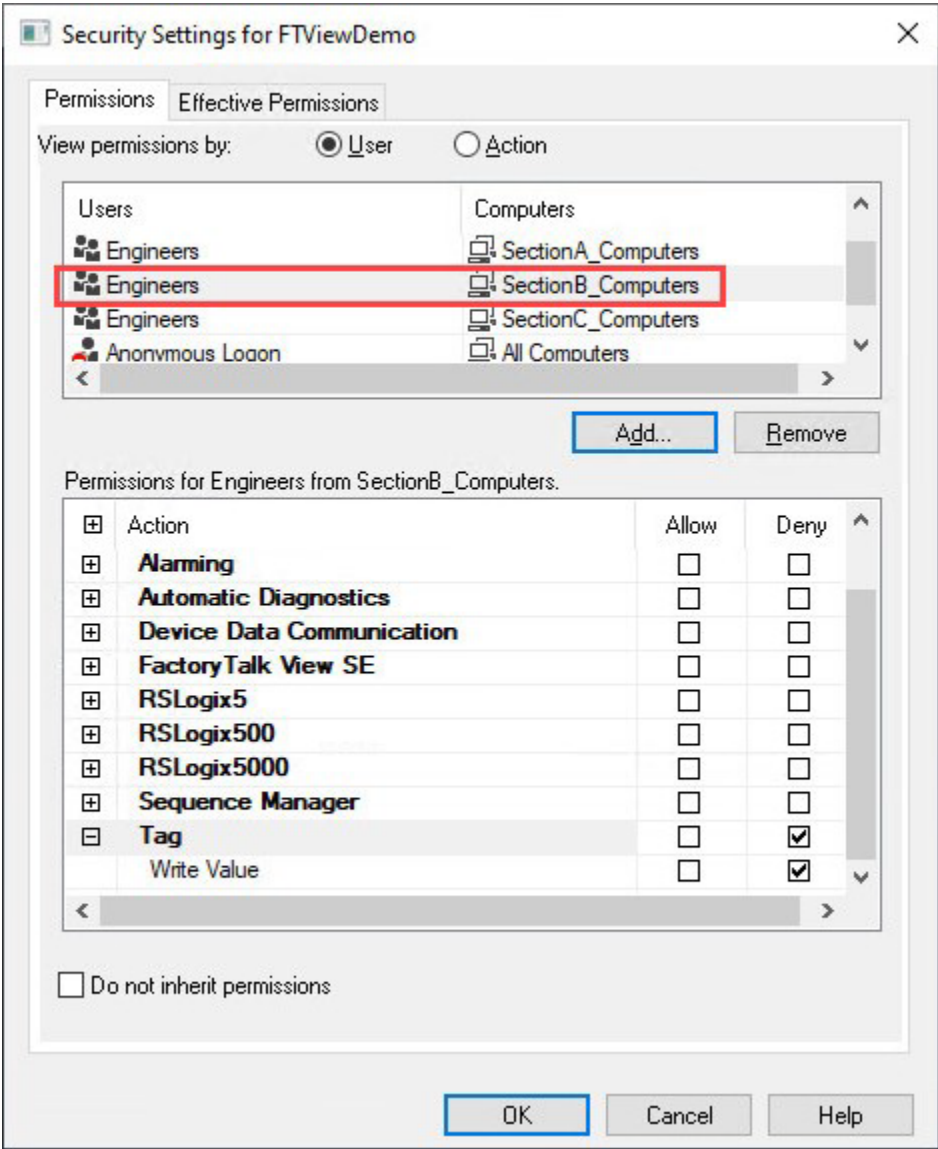 Security Settings for FTViewDemo
Permissions Effective Permissions
View permissions by: User Action
Users Computers
Engineers SectionA_Computers
Engineers SectionB_Computers
Engineers SectionC_Computers
Anonymous Logon All Computers
Add... Remove
Permissions for Engineers from SectionB_Computers.
Action Allow Deny
Alarming
Automatic Diagnostics
Device Data Communication
FactoryTalk View SE
RSLogix5
RSLogix500
RSLogix5000
Sequence Manager
Tag
Write Value
Do not inherit permissions
OK Cancel Help